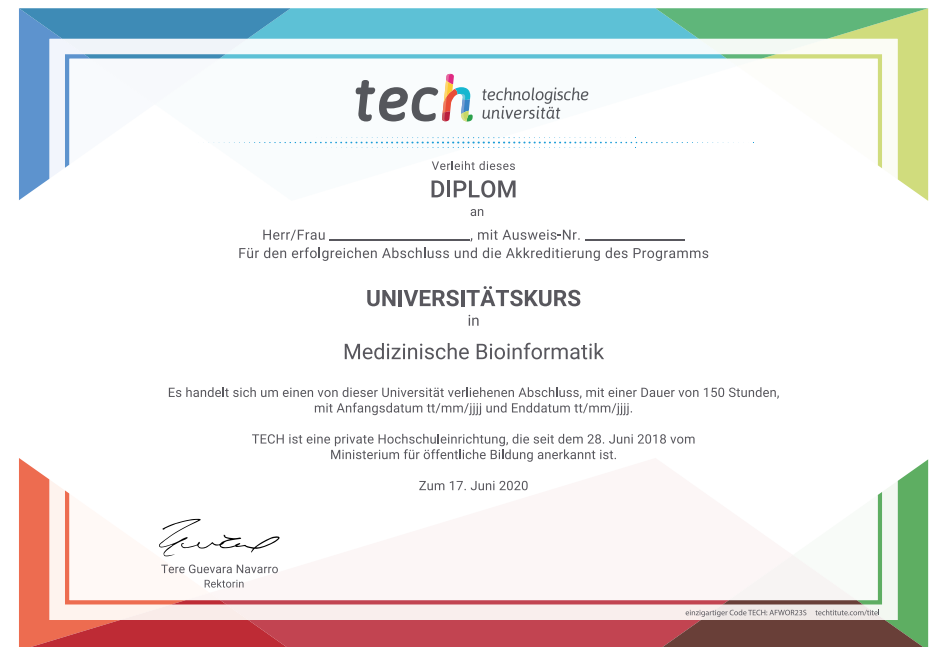 tech technologische
universität
Verleiht dieses
DIPLOM
an
Herr/Frau ____________, mit Ausweis-Nr. ____________
Für den erfolgreichen Abschluss und die Akkreditierung des Programms
UNIVERSITÄTSKURS
in
Medizinische Bioinformatik
Es handelt sich um einen von dieser Universität verliehenen Abschluss, mit einer Dauer von 150 Stunden,
mit Anfangsdatum tt/mm/jjjj und Enddatum tt/mm/jjjj.
TECH ist eine private Hochschuleinrichtung, die seit dem 28. Juni 2018 vom
Ministerium für öffentliche Bildung anerkannt ist.
Zum 17. Juni 2020
Tere Guevara Navarro
Rektorin
einzigartiger Code TECH: AFWOR23S techtitute.com/titel